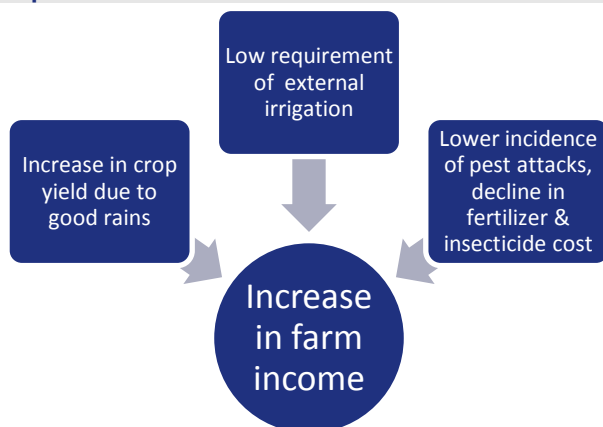 Low requirement
of external
irrigation
Increase in crop
yield due to
good rains
Lower incidence
of pest attacks,
decline in
fertilizer &
insecticide cost
Increase
in farm
income